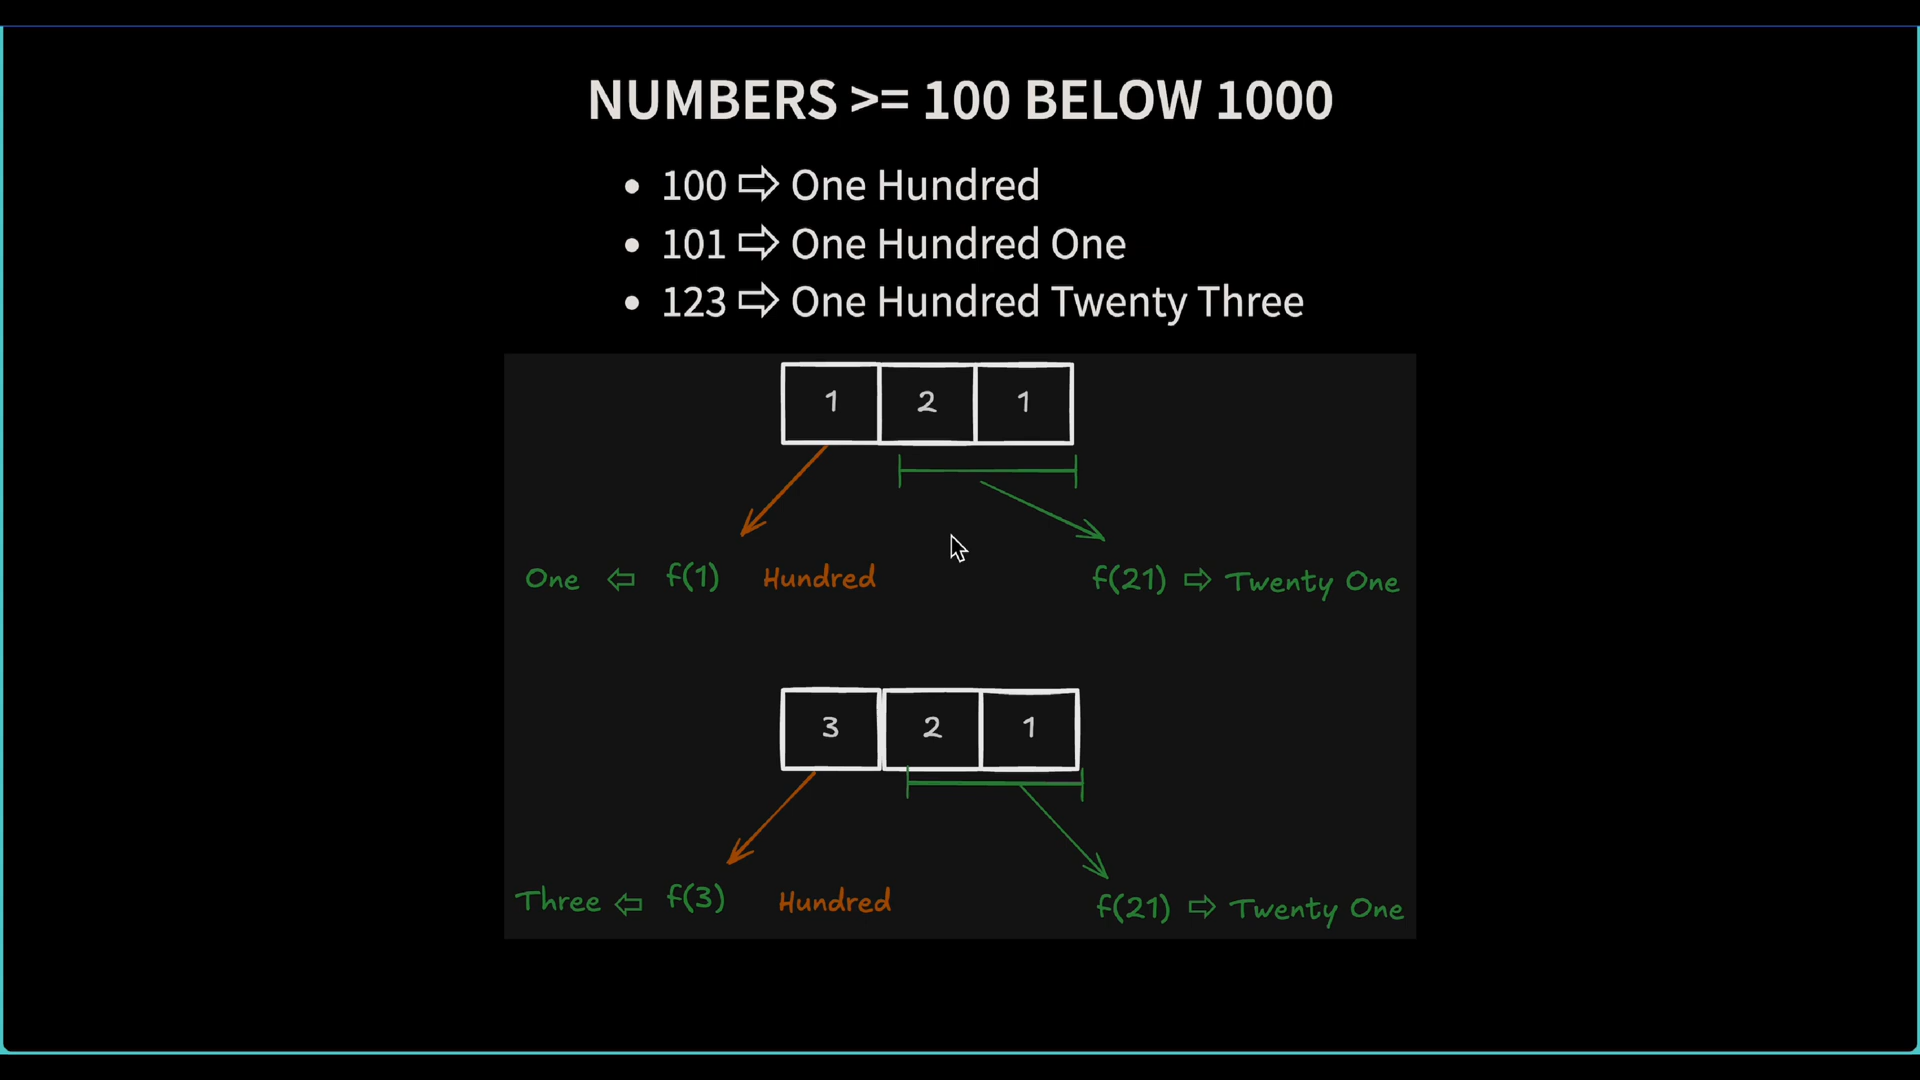 NUMBERS >= 100 BELOW 1000
• 100 ⇨ One Hundred
• 101 ⇨ One Hundred One
• 123 ⇨ One Hundred Twenty Three
1 2 1
One ⇦ f(1) Hundred f(21) ⇨ Twenty One
3 2 1
Three ⇦ f(3) Hundred f(21) ⇨ Twenty One